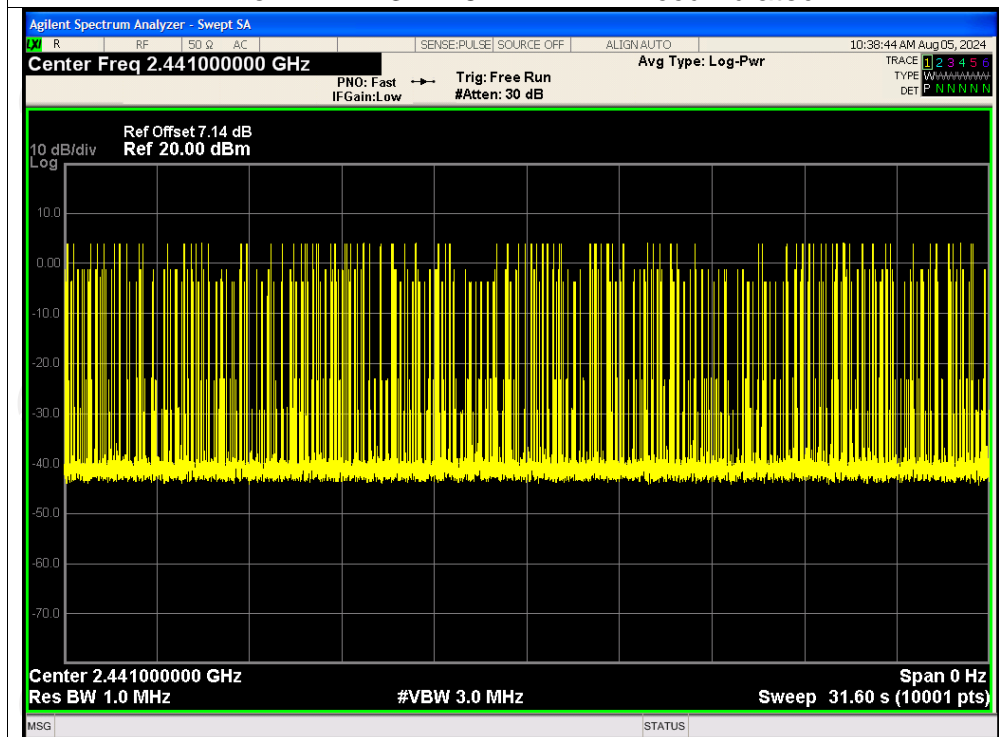 Agilent Spectrum Analyzer - Swept SA
LXI R RF 50 Ω AC SENSE:PULSE SOURCE OFF ALIGN AUTO 10:38:44 AM Aug 05, 2024
Center Freq 2.441000000 GHz Avg Type: Log-Pwr TRACE 1 2 3 4 5 6
PNO: Fast Trig: Free Run TYPE W
IFGain:Low #Atten: 30 dB DET P N N N N N
Ref Offset 7.14 dB
10 dB/div Ref 20.00 dBm
Log
10.0
0.00
-10.0
-20.0
-30.0
-40.0
-50.0
-60.0
-70.0
Center 2.441000000 GHz Span 0 Hz
Res BW 1.0 MHz #VBW 3.0 MHz Sweep 31.60 s (10001 pts)
MSG STATUS